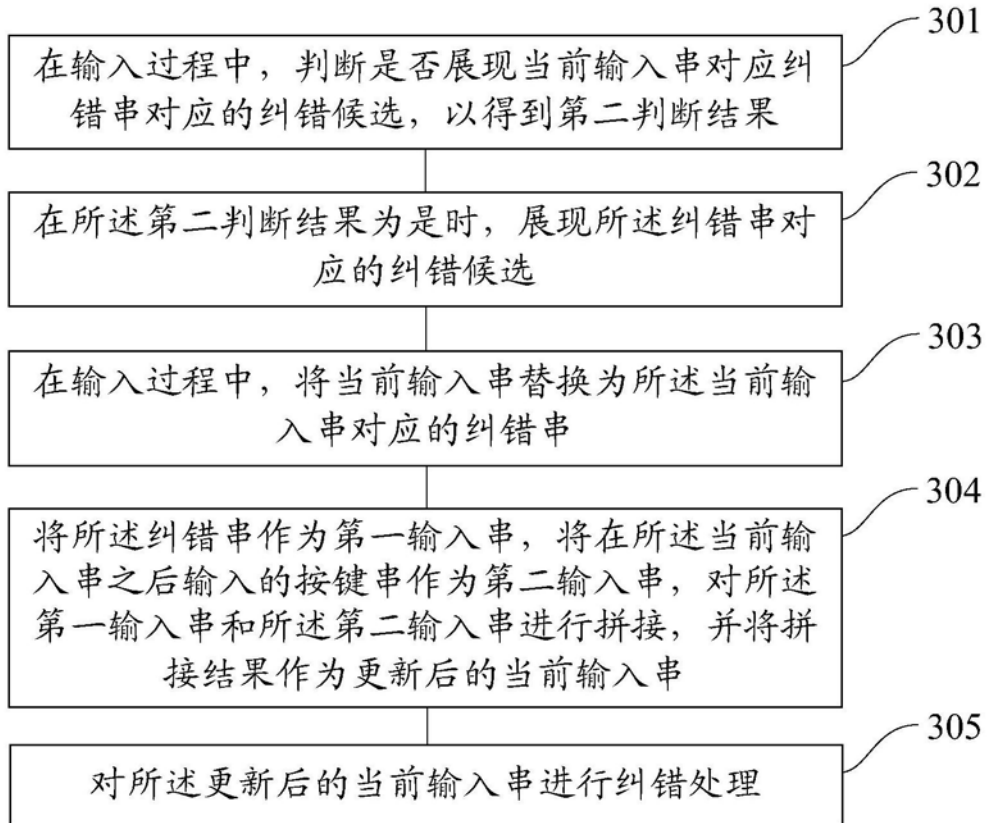 301
在输入过程中，判断是否展现当前输入串对应纠
错串对应的纠错候选，以得到第二判断结果
302
在所述第二判断结果为是时，展现所述纠错串对
应的纠错候选
303
在输入过程中，将当前输入串替换为所述当前输
入串对应的纠错串
304
将所述纠错串作为第一输入串，将在所述当前输
入串之后输入的按键串作为第二输入串，对所述
第一输入串和所述第二输入串进行拼接，并将拼
接结果作为更新后的当前输入串
305
对所述更新后的当前输入串进行纠错处理